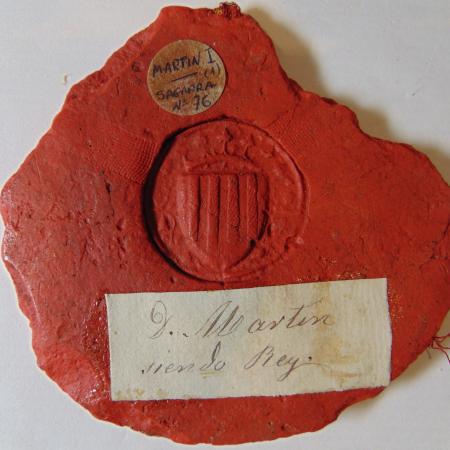 MARTIN I
(1)
SAGARRA
Nº 76
D. Martin
siendo Rey.